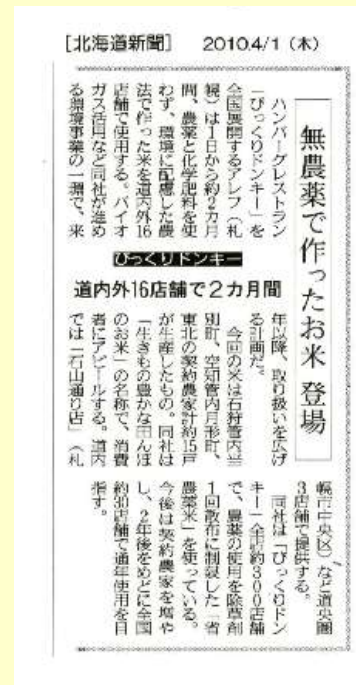 ［北海道新聞］ 2010.4/1（木）
無農薬で作ったお米 登場
びっくりドンキー
道内外16店舗で2カ月間
ハンバーグレストラン
「びっくりドンキー」を
全国展開するアレフ（札
幌）は1日から約2カ月
間、農薬と化学肥料を使
わず、環境に配慮した農
法で作った米を道内外16
店舗で使用する。バイオ
ガス活用など同社が進め
る環境事業の一環で、来
年以降、取り扱いを広げ
る計画だ。
今回の米は石狩管内当
別町、空知管内月形町、
東北の契約農家計約15戸
が生産したもの。同社は
「生きもの豊かな田んぼ
のお米」の名称で、消費
者にアピールする。道内
では「石山通り店」（札
幌市中央区）など道央圏
3店舗で提供する。
同社は「びっくりドン
キー」全国約300店舗
で、農薬の使用を除草剤
1回散布に制限した「省
農薬米」を使っている。
今後は契約農家を増や
し、2年後をめどに全国
約30店舗で通年使用を目
指す。